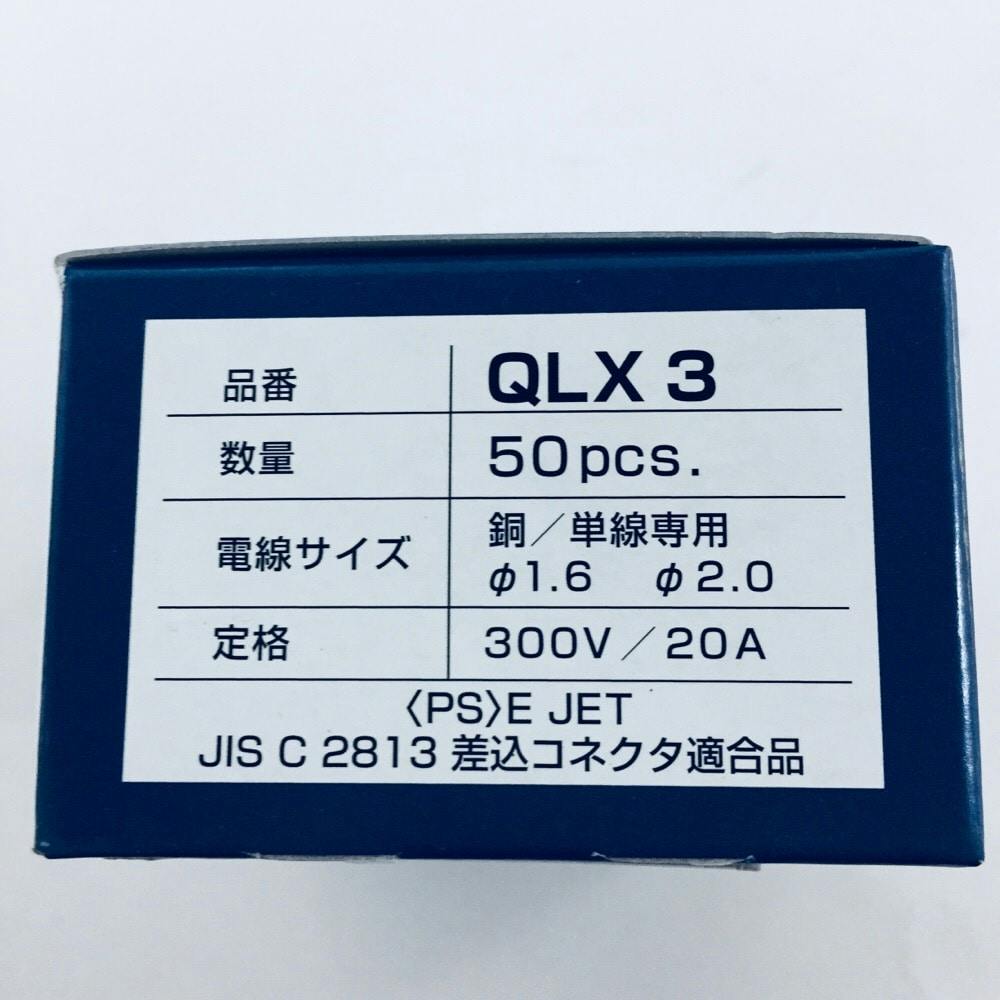 品番 QLX 3
数量 50pcs.
電線サイズ 銅／単線専用
φ1.6 φ2.0
定格 300V／20A
〈PS〉E JET
JIS C 2813 差込コネクタ適合品